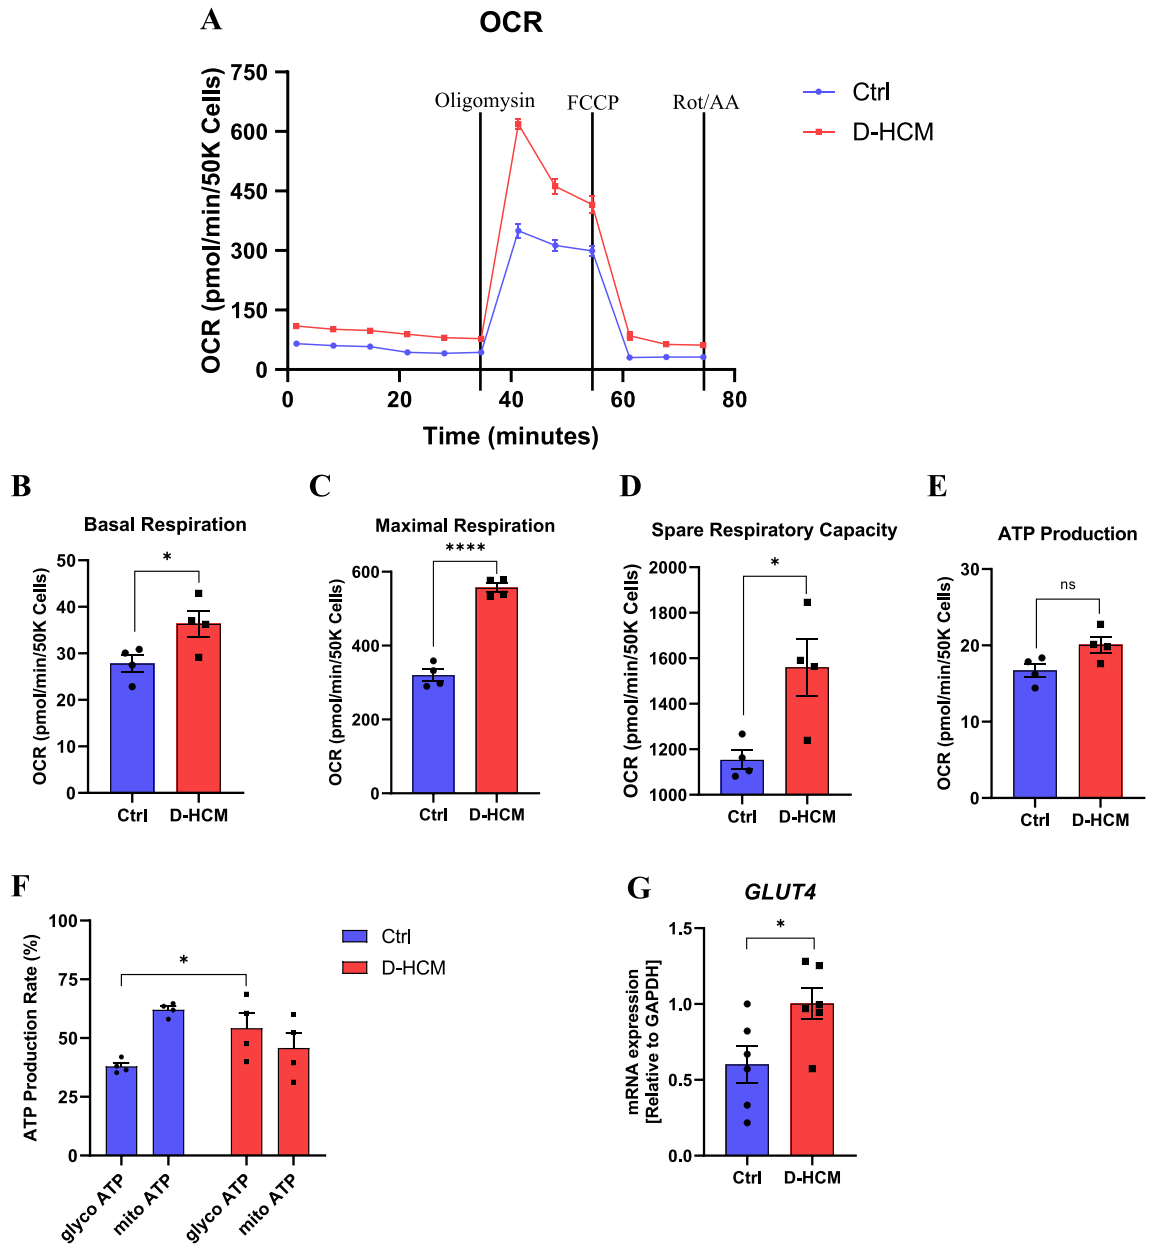 A
OCR
OCR (pmol/min/50K Cells)
750
600
450
300
150
0
Oligomysin
FCCP
Rot/AA
0
20
40
60
80
Time (minutes)
Ctrl
D-HCM
B
Basal Respiration
OCR (pmol/min/50K Cells)
50
40
30
20
10
0
*
Ctrl
D-HCM
C
Maximal Respiration
OCR (pmol/min/50K Cells)
600
400
200
0
****
Ctrl
D-HCM
D
Spare Respiratory Capacity
OCR (pmol/min/50K Cells)
2000
1800
1600
1400
1200
1000
*
Ctrl
D-HCM
E
ATP Production
OCR (pmol/min/50K Cells)
30
20
10
0
ns
Ctrl
D-HCM
F
ATP Production Rate (%)
100
75
50
25
0
*
glyco ATP
mito ATP
glyco ATP
mito ATP
Ctrl
D-HCM
G
GLUT4
mRNA expression
[Relative to GAPDH]
1.5
1.0
0.5
0.0
*
Ctrl
D-HCM